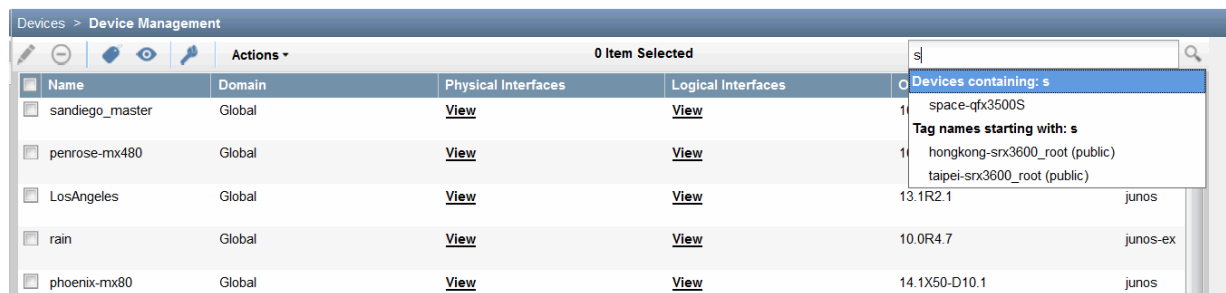 Devices > Device Management
Actions
0 Item Selected
s
Name Domain Physical Interfaces Logical Interfaces
Devices containing: s
space-qfx3500S
Tag names starting with: s
hongkong-srx3600_root (public)
taipei-srx3600_root (public)
sandiego_master Global View View
penrose-mx480 Global View View
LosAngeles Global View View 13.1R2.1 junos
rain Global View View 10.0R4.7 junos-ex
phoenix-mx80 Global View View 14.1X50-D10.1 junos